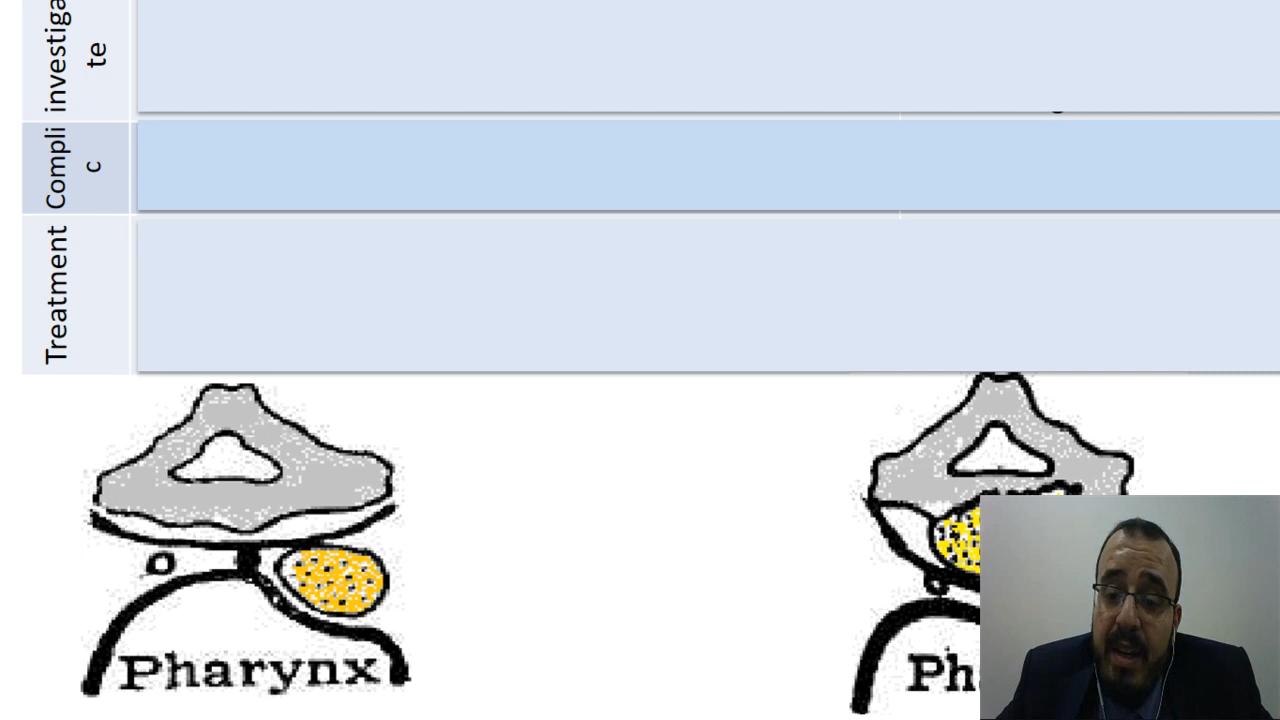 investiga
te
Compli
c
Treatment
Pharynx
Ph